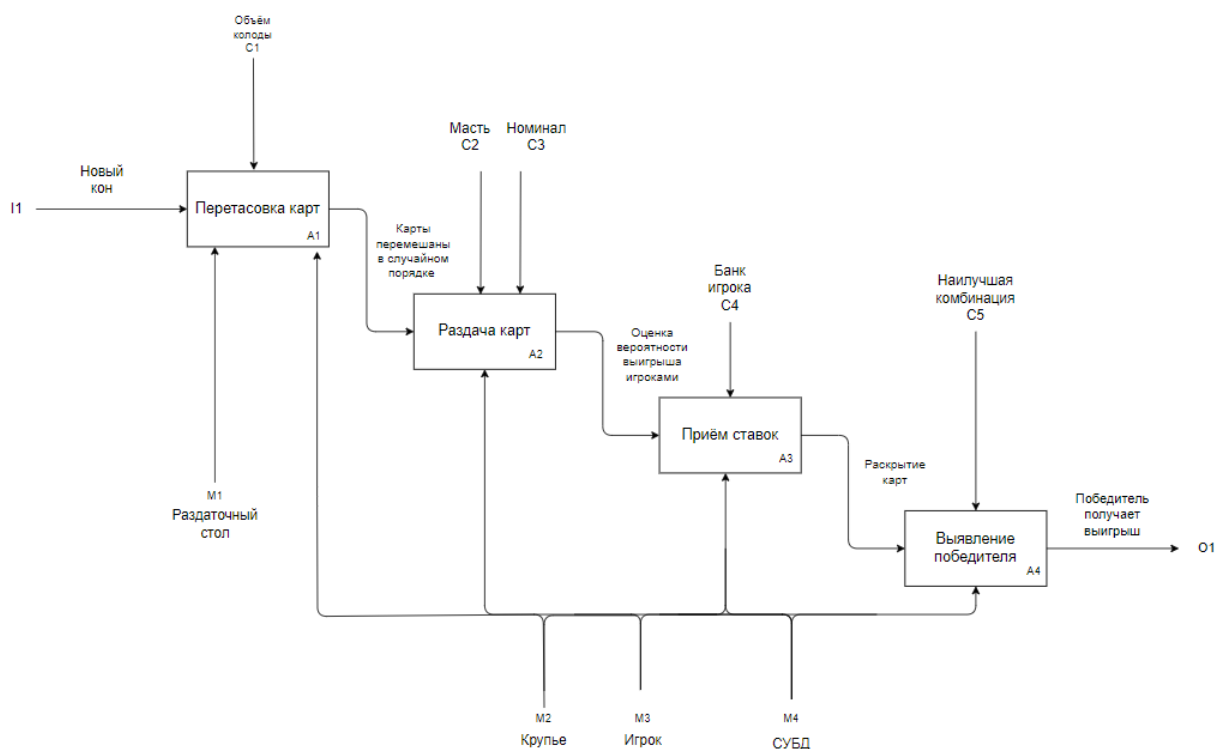 Объём
колоды
C1
Масть
C2
Номинал
C3
Новый
кон
I1
Перетасовка карт
A1
Карты
перемешаны
в случайном
порядке
Банк
игрока
C4
Наилучшая
комбинация
C5
Раздача карт
A2
Оценка
вероятности
выигрыша
игроками
Приём ставок
A3
Раскрытие
карт
M1
Раздаточный
стол
Победитель
получает
выигрыш
Выявление
победителя
A4
O1
M2
Крупье
M3
Игрок
M4
СУБД